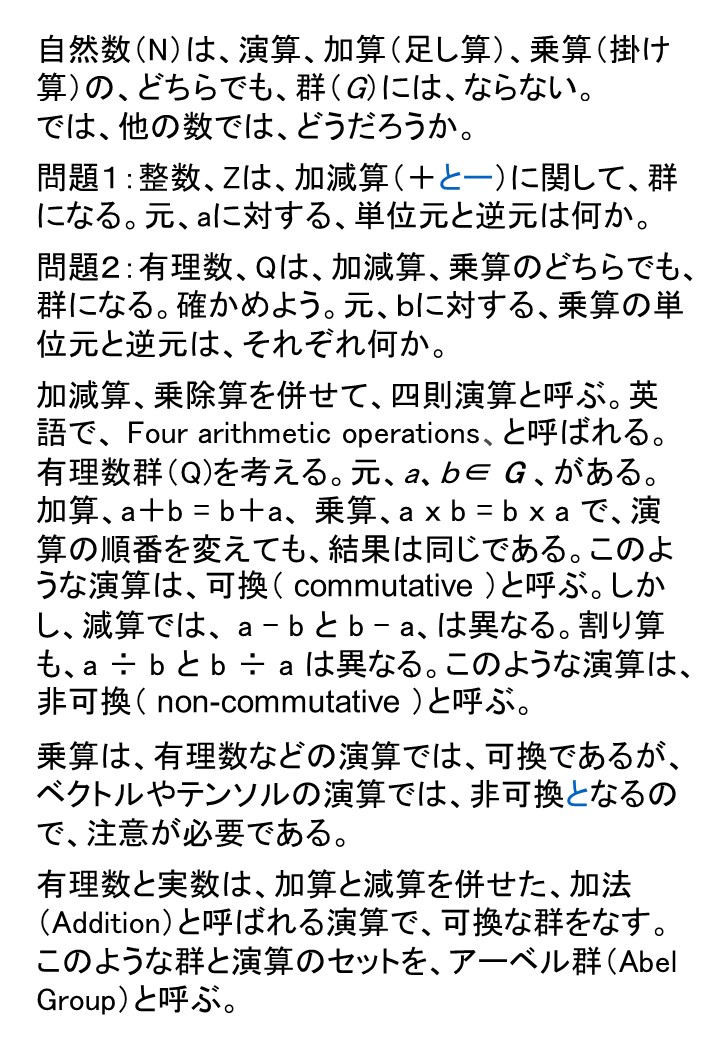 自然数（N）は、演算、加算（足し算）、乗算（掛け
算）の、どちらでも、群（G）には、ならない。
では、他の数では、どうだろうか。
問題１：整数、Zは、加減算（＋と－）に関して、群
になる。元、aに対する、単位元と逆元は何か。
問題２：有理数、Qは、加減算、乗算のどちらでも、
群になる。確かめよう。元、bに対する、乗算の単
位元と逆元は、それぞれ何か。
加減算、乗除算を併せて、四則演算と呼ぶ。英
語で、Four arithmetic operations、と呼ばれる。
有理数群（Q)を考える。元、a、b∈ G 、がある。
加算、a＋b = b＋a、 乗算、a x b = b x a で、演
算の順番を変えても、結果は同じである。このよ
うな演算は、可換（ commutative ）と呼ぶ。しか
し、減算では、 a − b と b − a、は異なる。割り算
も、a ÷ b と b ÷ a は異なる。このような演算は、
非可換（ non-commutative ）と呼ぶ。
乗算は、有理数などの演算では、可換であるが、
ベクトルやテンソルの演算では、非可換となるの
で、注意が必要である。
有理数と実数は、加算と減算を併せた、加法
（Addition）と呼ばれる演算で、可換な群をなす。
このような群と演算のセットを、アーベル群（Abel
Group）と呼ぶ。